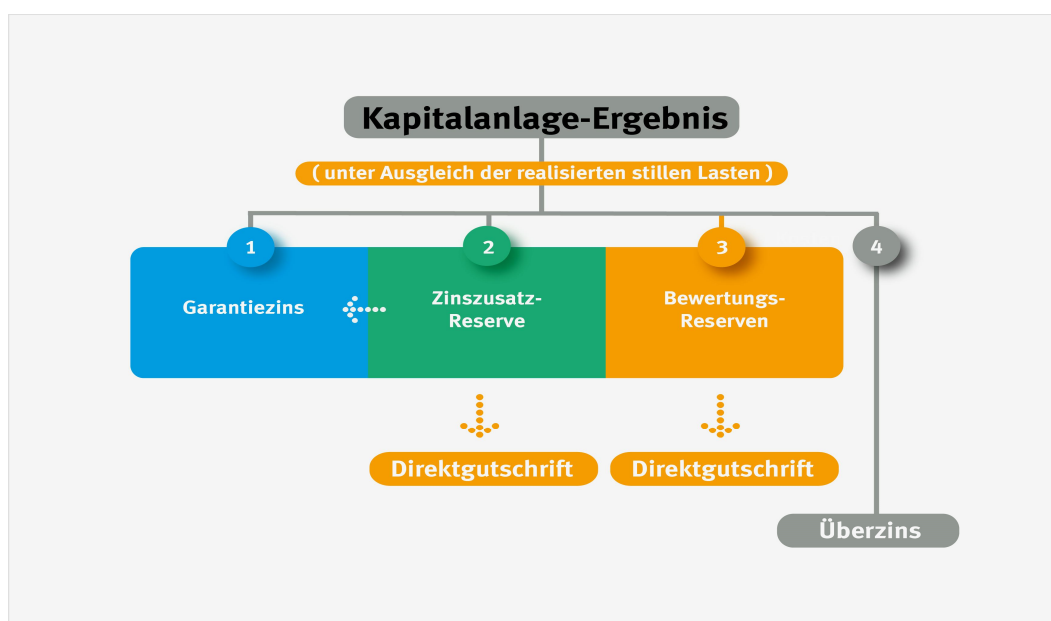 Kapitalanlage-Ergebnis
( unter Ausgleich der realisierten stillen Lasten )
1
2
3
4
Garantiezins
Zinszusatz-
Reserve
Bewertungs-
Reserven
Direktgutschrift
Direktgutschrift
Überzins